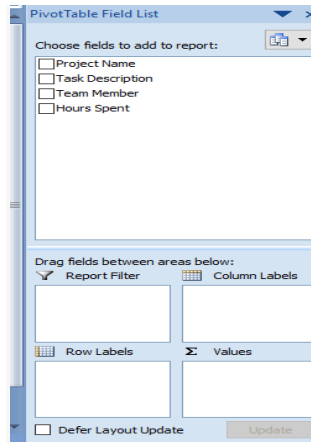 PivotTable Field List
Choose fields to add to report:
Project Name
Task Description
Team Member
Hours Spent
Drag fields between areas below:
Report Filter Column Labels
Row Labels Σ Values
Defer Layout Update Update